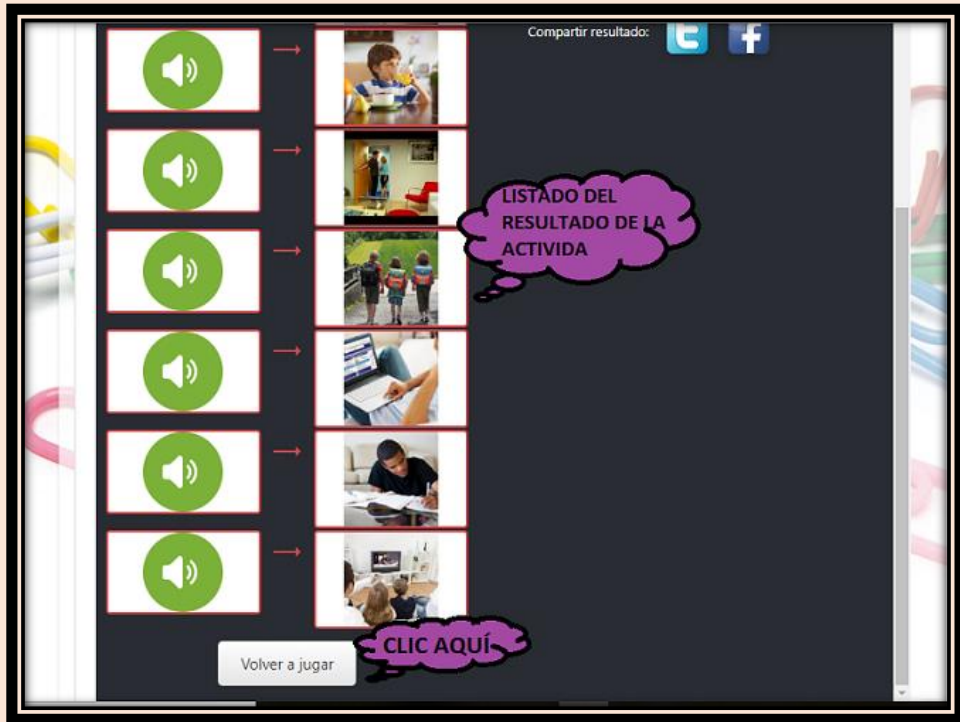 Compartir resultado:
LISTADO DEL
RESULTADO DE LA
ACTIVIDA
CLIC AQUÍ
Volver a jugar